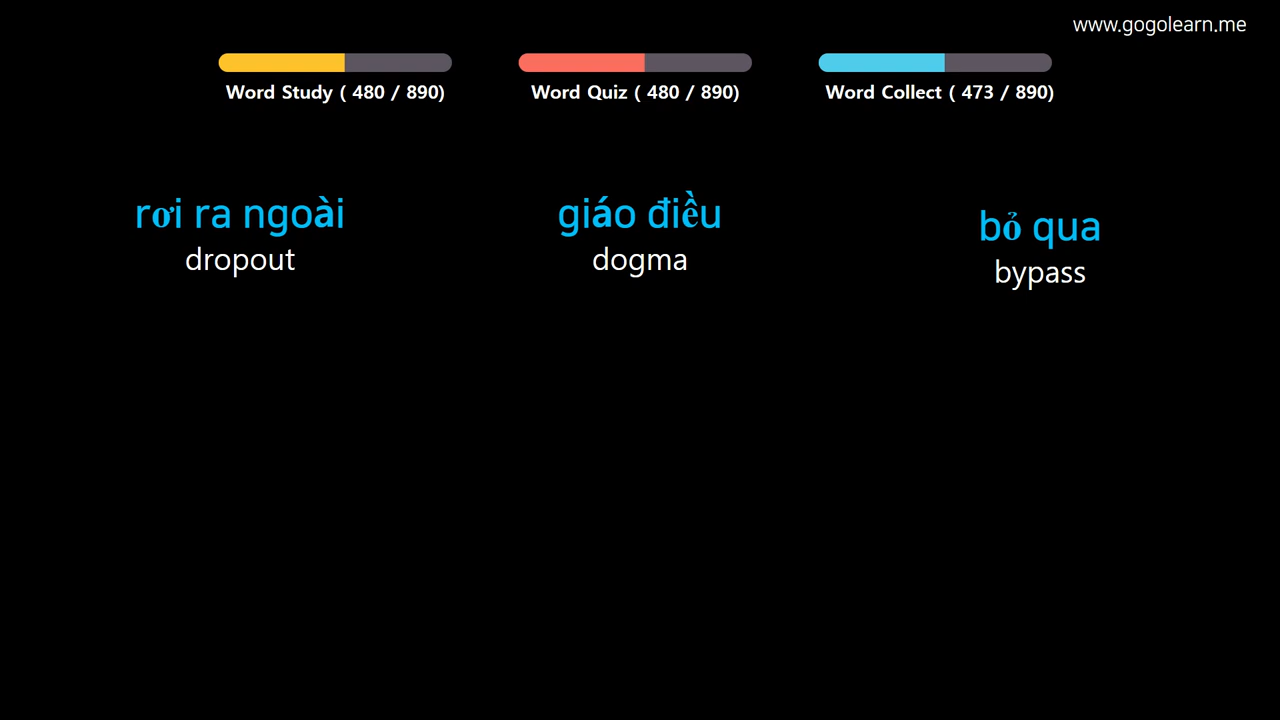 www.gogolearn.me
Word Study ( 480 / 890)
Word Quiz ( 480 / 890)
Word Collect ( 473 / 890)
rơi ra ngoài
dropout
giáo điều
dogma
bỏ qua
bypass